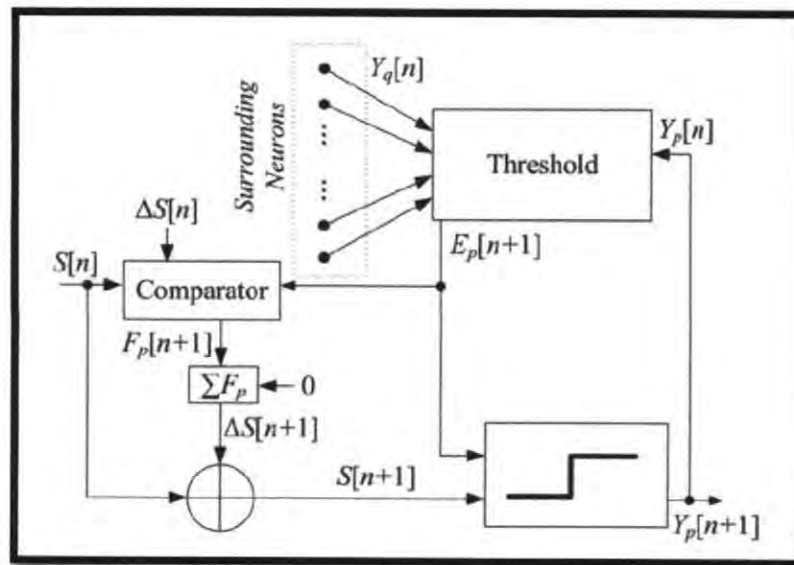 Surrounding
Neurons
...
...
Y_q[n]
Threshold
Y_p[n]
E_p[n+1]
ΔS[n]
S[n]
Comparator
F_p[n+1]
∑F_p
0
ΔS[n+1]
S[n+1]
Y_p[n+1]